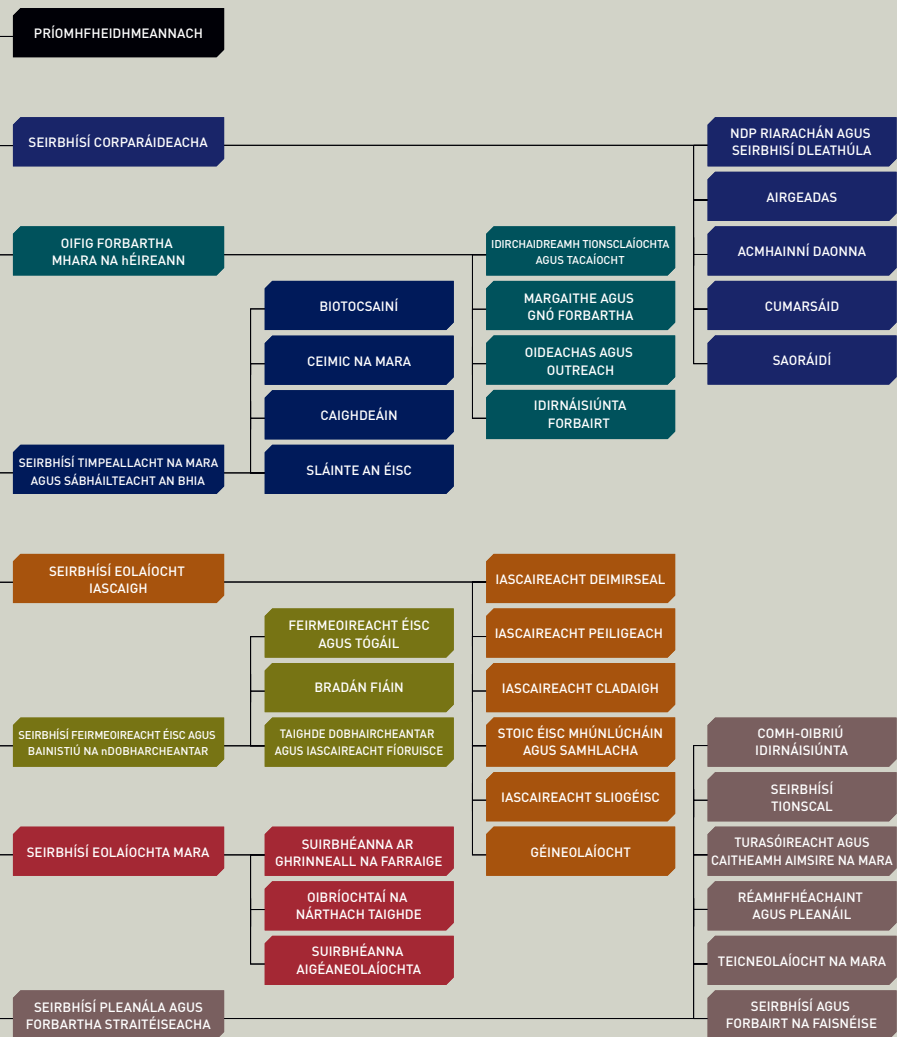 PRÍOMHFHEIDHMEANNACH
SEIRBHÍSÍ CORPARÁIDEACHA
NDP RIARACHÁN AGUS
SEIRBHISÍ DLEATHÚLA
AIRGEADAS
ACMHAINNÍ DAONNA
CUMARSÁID
SAORÁIDÍ
OIFIG FORBARTHA
MHARA NA hÉIREANN
IDIRCHAIDREAMH TIONSCLAÍOCHTA
AGUS TACAÍOCHT
MARGAITHE AGUS
GNÓ FORBARTHA
OIDEACHAS AGUS
OUTREACH
IDIRNÁISIÚNTA
FORBAIRT
SEIRBHÍSÍ TIMPEALLACHT NA MARA
AGUS SÁBHÁILTEACHT AN BHIA
BIOTOCSAINÍ
CEIMIC NA MARA
CAIGHDEÁIN
SLÁINTE AN ÉISC
SEIRBHÍSÍ EOLAÍOCHT
IASCAIGH
IASCAIREACHT DEIMIRSEAL
IASCAIREACHT PEILIGEACH
IASCAIREACHT CLADAIGH
STOIC ÉISC MHÚNLÚCHÁIN
AGUS SAMHLACHA
IASCAIREACHT SLIOGÉISC
GÉINEOLAÍOCHT
SEIRBHÍSÍ FEIRMEOIREACHT ÉISC AGUS
BAINISTIÚ NA nDOBHARCHEANTAR
FEIRMEOIREACHT ÉISC
AGUS TÓGÁIL
BRADÁN FIÁIN
TAIGHDE DOBHAIRCHEANTAR
AGUS IASCAIREACHT FÍORUISCE
SEIRBHÍSÍ EOLAÍOCHTA MARA
SUIRBHÉANNA AR
GHRINNEALL NA FARRAIGE
OIBRÍOCHTAÍ NA
NÁRTHACH TAIGHDE
SUIRBHÉANNA
AIGÉANEOLAÍOCHTA
SEIRBHÍSÍ PLEANÁLA AGUS
FORBARTHA STRAITÉISEACHA
COMH-OIBRIÚ
IDIRNÁISIÚNTA
SEIRBHÍSÍ
TIONSCAL
TURASÓIREACHT AGUS
CAITHEAMH AIMSIRE NA MARA
RÉAMHFHÉACHAINT
AGUS PLEANÁIL
TEICNEOLAÍOCHT NA MARA
SEIRBHÍSÍ AGUS
FORBAIRT NA FAISNÉISE